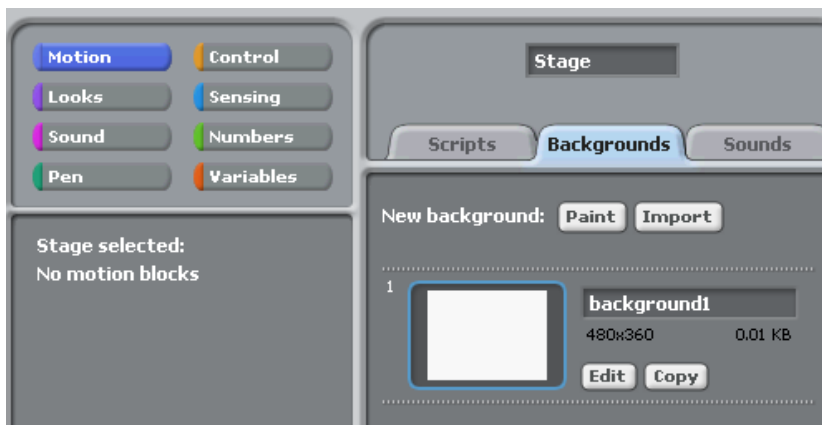 Motion Control
Looks Sensing
Sound Numbers
Pen Variables
Stage selected:
No motion blocks
Stage
Scripts Backgrounds Sounds
New background: Paint Import
1
background1
480x360 0.01 KB
Edit Copy